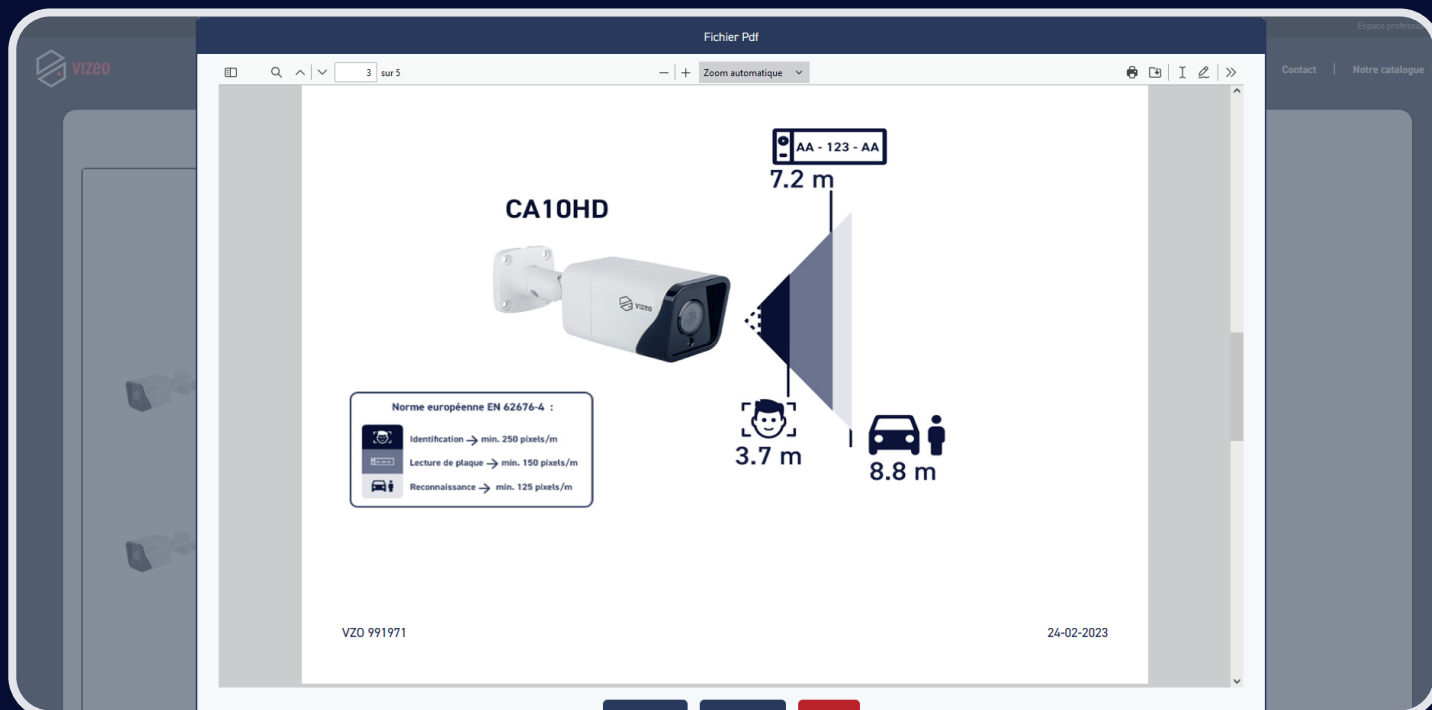 Fichier Pdf
Espace
vizeo
Contact | Notre catalogue
3 sur 5
Zoom automatique
AA - 123 - AA
7.2 m
CA10HD
vizeo
3.7 m
8.8 m
Norme européenne EN 62676-4 :
Identification → min. 250 pixels/m
Lecture de plaque → min. 150 pixels/m
Reconnaissance → min. 125 pixels/m
VZO 991971
24-02-2023